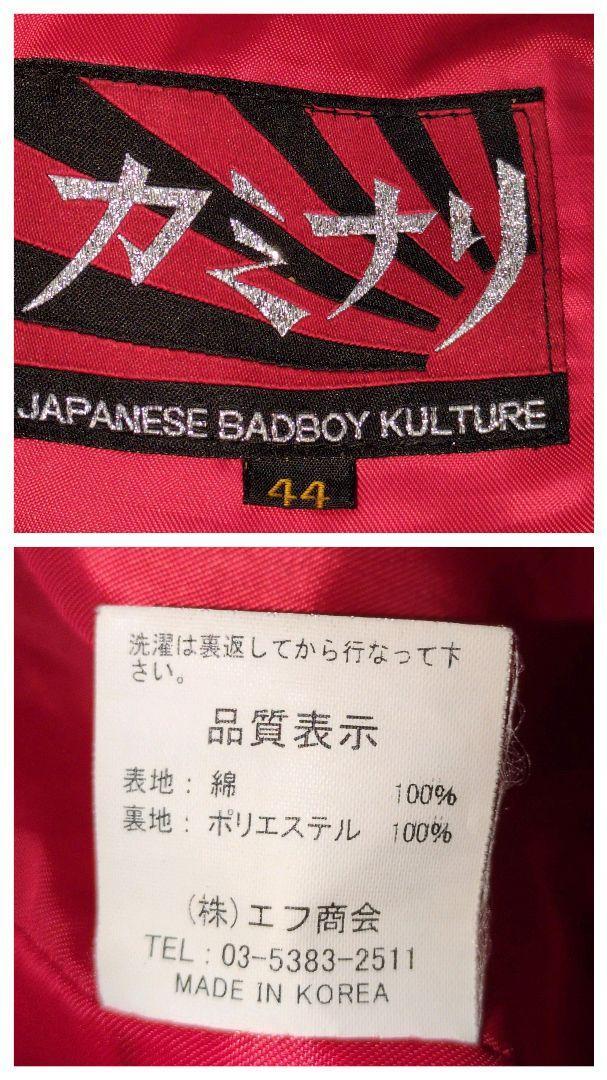 カミナリ
JAPANESE BADBOY KULTURE
44
洗濯は裏返してから行なって下
さい。
品質表示
表地: 綿 100%
裏地: ポリエステル 100%
(株)エフ商会
TEL: 03-5383-2511
MADE IN KOREA